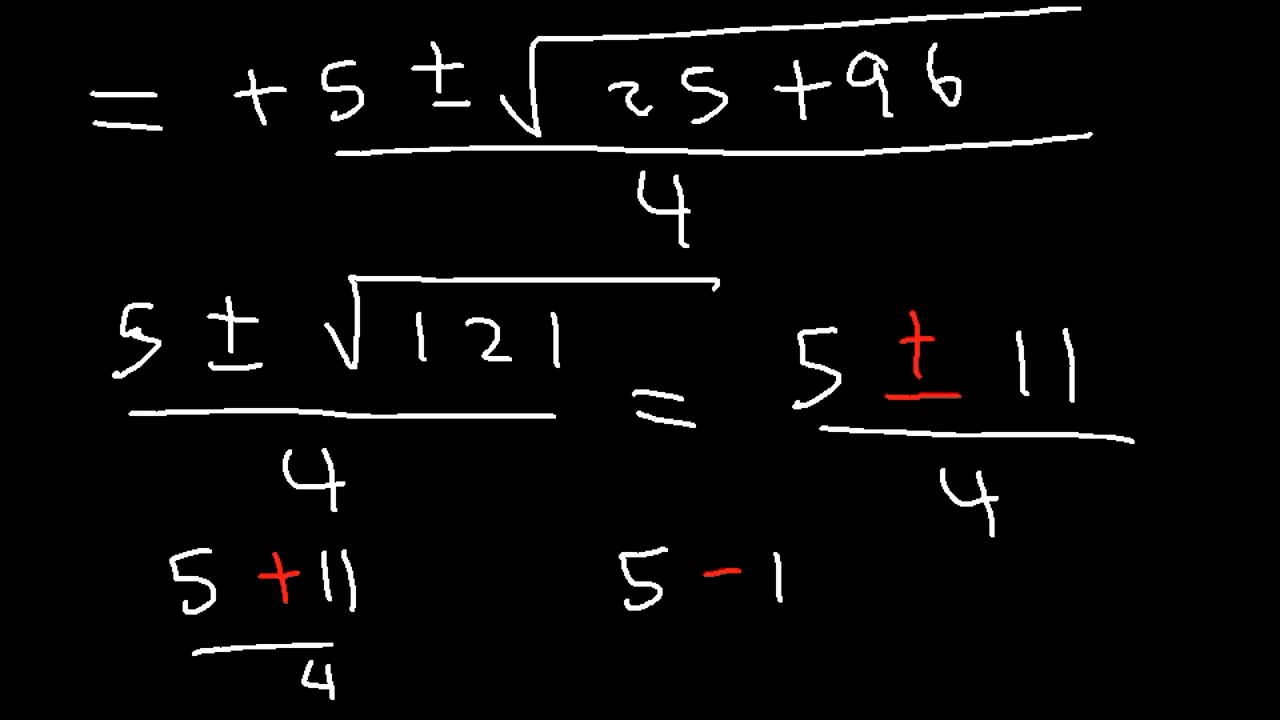 = + 5 ± √25 + 96
4
5 ± √121 = 5 ± 11
4 4
5 + 11 5 - 1
4